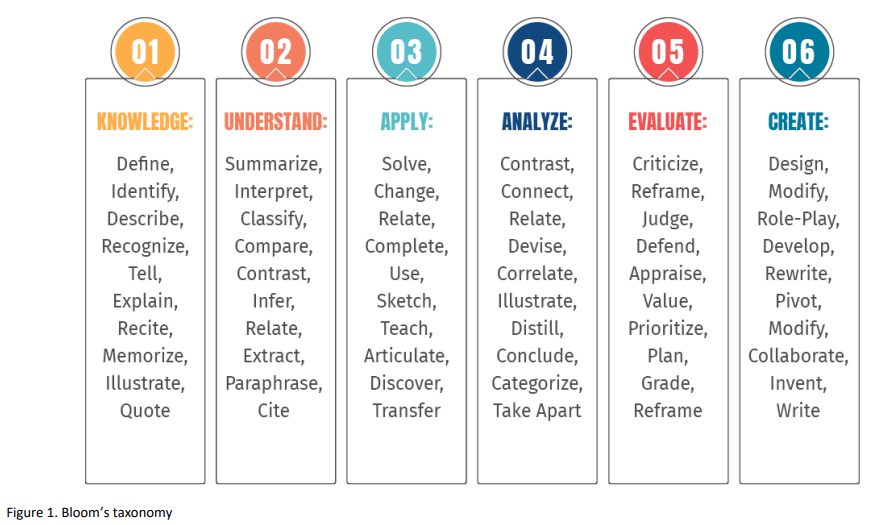 01
KNOWLEDGE:
Define,
Identify,
Describe,
Recognize,
Tell,
Explain,
Recite,
Memorize,
Illustrate,
Quote
02
UNDERSTAND:
Summarize,
Interpret,
Classify,
Compare,
Contrast,
Infer,
Relate,
Extract,
Paraphrase,
Cite
03
APPLY:
Solve,
Change,
Relate,
Complete,
Use,
Sketch,
Teach,
Articulate,
Discover,
Transfer
04
ANALYZE:
Contrast,
Connect,
Relate,
Devise,
Correlate,
Illustrate,
Distill,
Conclude,
Categorize,
Take Apart
05
EVALUATE:
Criticize,
Reframe,
Judge,
Defend,
Appraise,
Value,
Prioritize,
Plan,
Grade,
Reframe
06
CREATE:
Design,
Modify,
Role-Play,
Develop,
Rewrite,
Pivot,
Modify,
Collaborate,
Invent,
Write
Figure 1. Bloom’s taxonomy